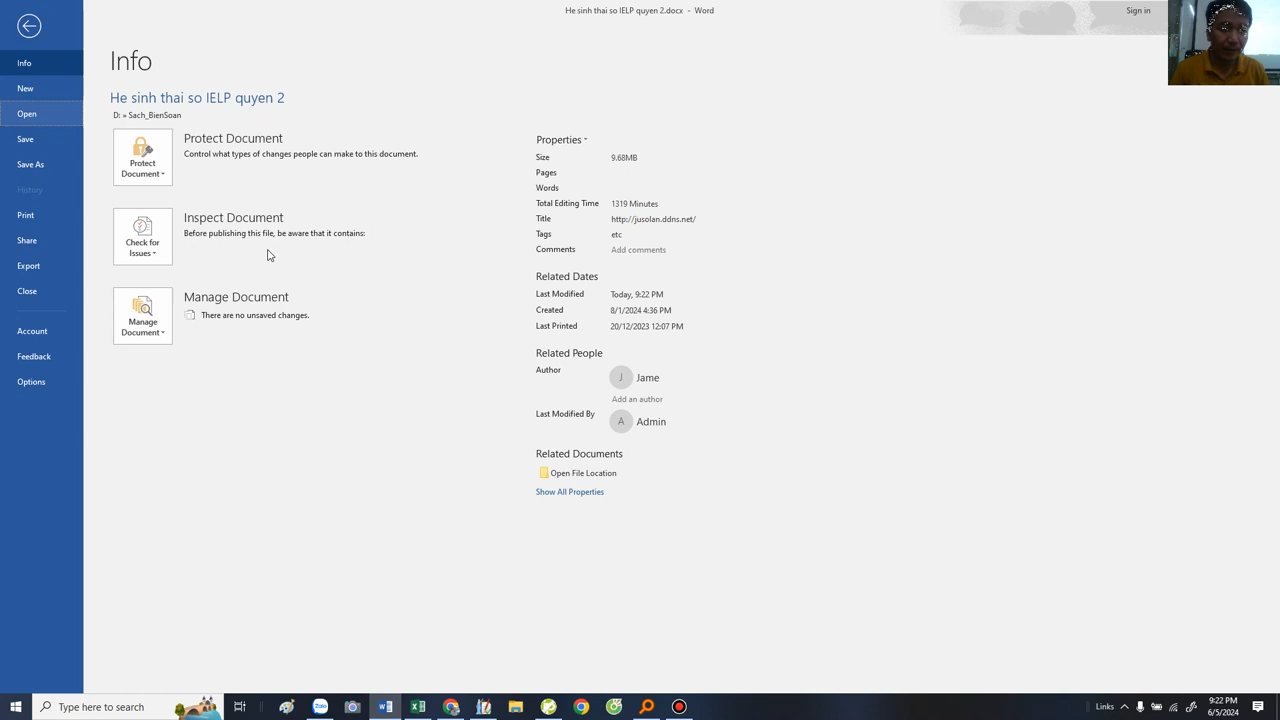 He sinh thai so IELP quyen 2.docx - Word
Sign in
Info
New
Open
Save
Save As
History
Print
Share
Export
Close
Account
Feedback
Options
Info
He sinh thai so IELP quyen 2
D: » Sach_BienSoan
Protect Document
Protect Document
Control what types of changes people can make to this document.
Check for Issues
Inspect Document
Before publishing this file, be aware that it contains:
Manage Document
Manage Document
There are no unsaved changes.
Properties
Size 9.68MB
Pages
Words
Total Editing Time 1319 Minutes
Title http://jusolan.ddns.net/
Tags etc
Comments Add comments
Related Dates
Last Modified Today, 9:22 PM
Created 8/1/2024 4:36 PM
Last Printed 20/12/2023 12:07 PM
Related People
Author J Jame
Add an author
Last Modified By A Admin
Related Documents
Open File Location
Show All Properties
Type here to search
Zalo
Links
9:22 PM
6/5/2024